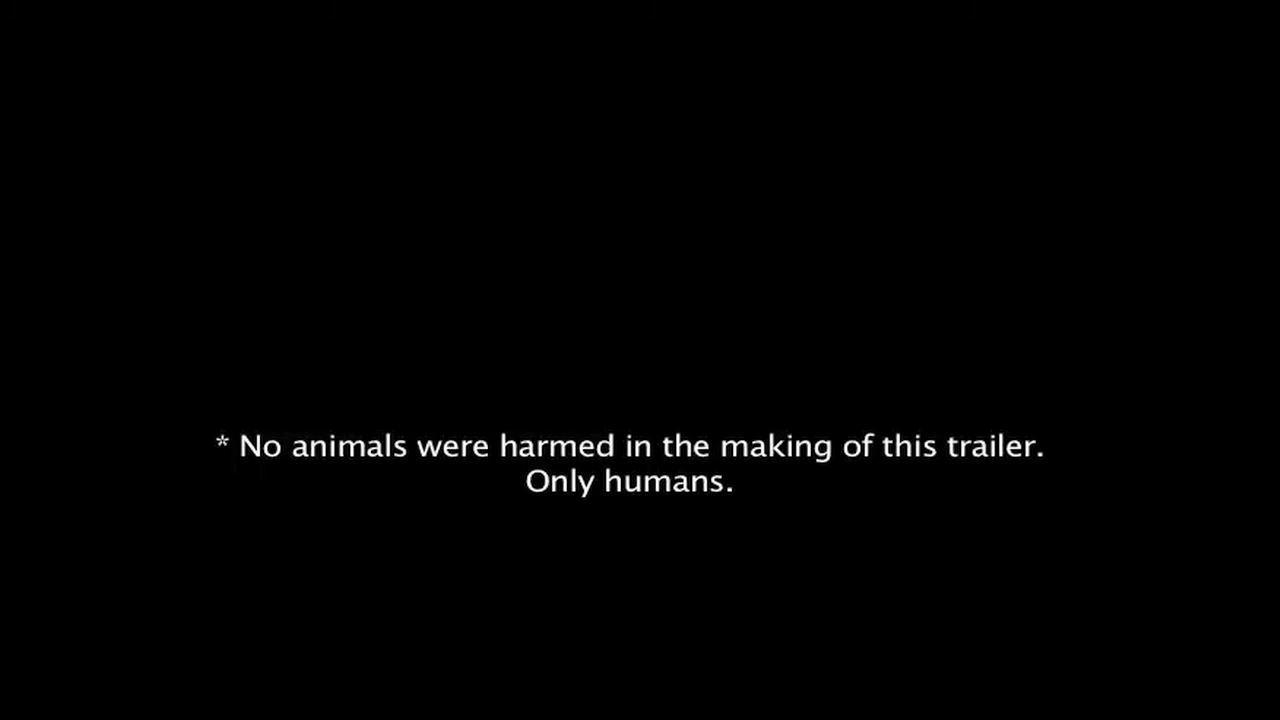 * No animals were harmed in the making of this trailer.
Only humans.